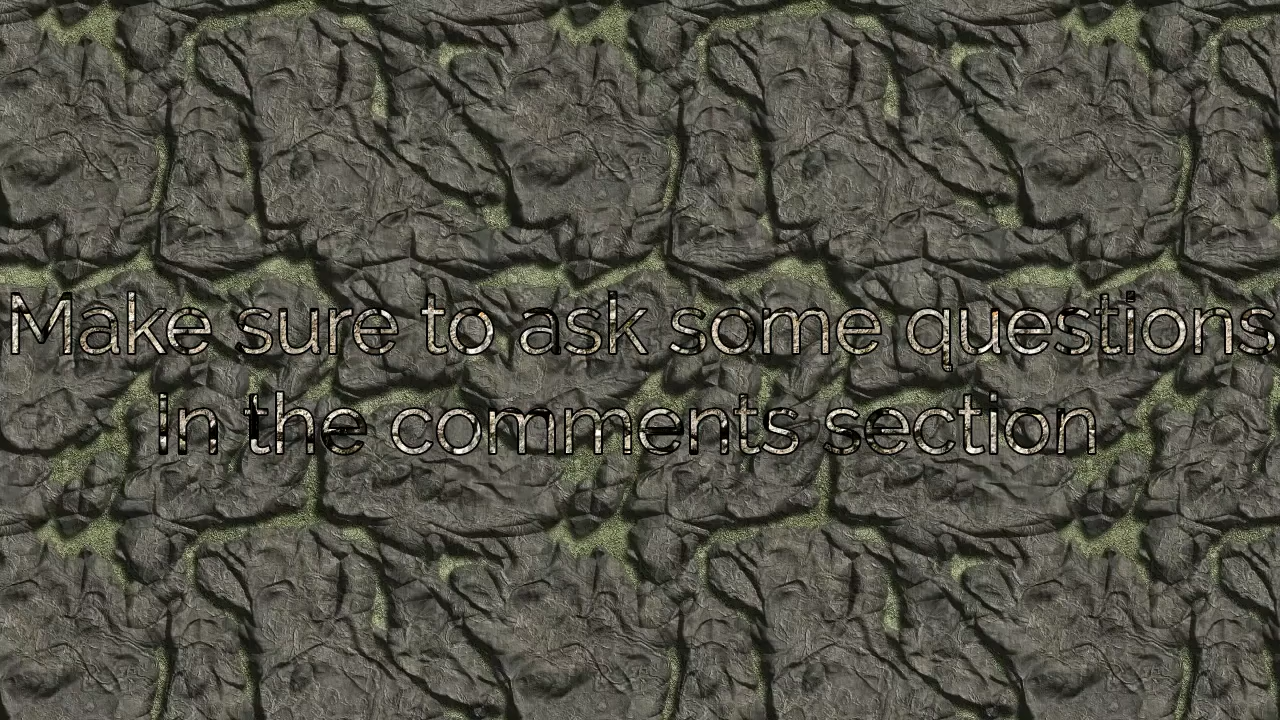 Make sure to ask some questions
in the comments section